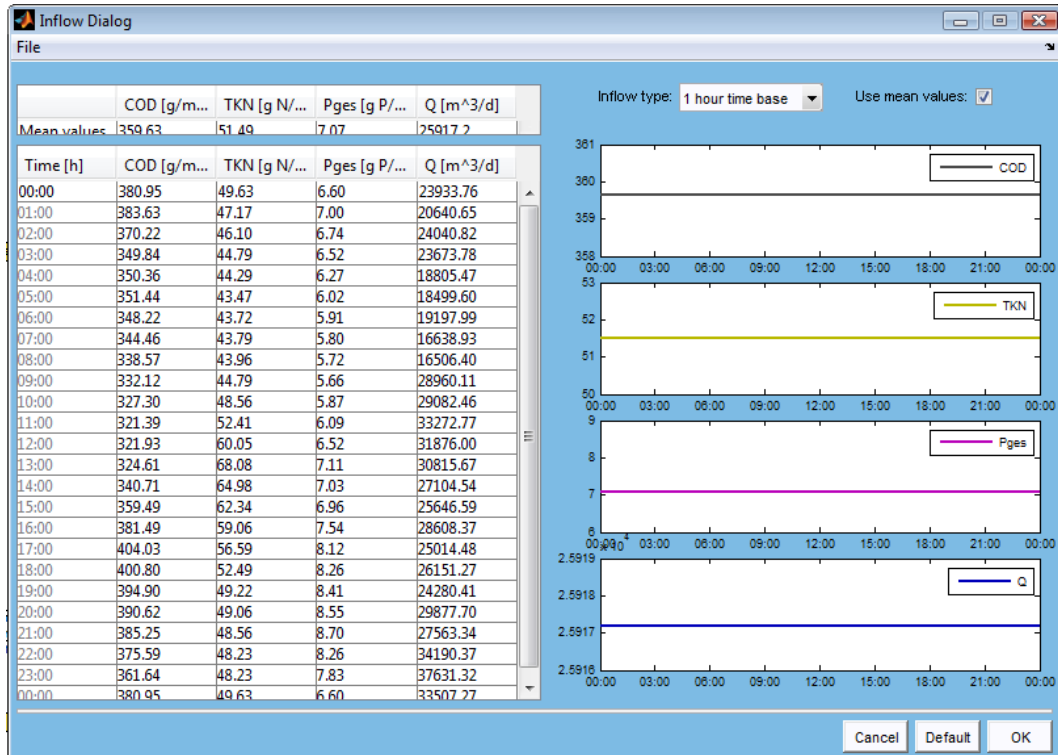 Inflow Dialog
File
COD [g/m... TKN [g N/... Pges [g P/... Q [m^3/d]
Mean values 359.63 51.49 7.07 25917.2
Inflow type: 1 hour time base Use mean values:
Time [h] COD [g/m... TKN [g N/... Pges [g P/... Q [m^3/d]
00:00 380.95 49.63 6.60 23933.76
01:00 383.63 47.17 7.00 20640.65
02:00 370.22 46.10 6.74 24040.82
03:00 349.84 44.79 6.52 23673.78
04:00 350.36 44.29 6.27 18805.47
05:00 351.44 43.47 6.02 18499.60
06:00 348.22 43.72 5.91 19197.99
07:00 344.46 43.79 5.80 16638.93
08:00 338.57 43.96 5.72 16506.40
09:00 332.12 44.79 5.66 28960.11
10:00 327.30 48.56 5.87 29082.46
11:00 321.39 52.41 6.09 33272.77
12:00 321.93 60.05 6.52 31876.00
13:00 324.61 68.08 7.11 30815.67
14:00 340.71 64.98 7.03 27104.54
15:00 359.49 62.34 6.96 25646.59
16:00 381.49 59.06 7.54 28608.37
17:00 404.03 56.59 8.12 25014.48
18:00 400.80 52.49 8.26 26151.27
19:00 394.90 49.22 8.41 24280.41
20:00 390.62 49.06 8.55 29877.70
21:00 385.25 48.56 8.70 27563.34
22:00 375.59 48.23 8.26 34190.37
23:00 361.64 48.23 7.83 37631.32
00:00 380.95 49.63 6.60 33507.27
361
COD
360
359
358
00:00 03:00 06:00 09:00 12:00 15:00 18:00 21:00 00:00
53
TKN
52
51
50
00:00 03:00 06:00 09:00 12:00 15:00 18:00 21:00 00:00
9
Pges
8
7
6
00:00 03:00 06:00 09:00 12:00 15:00 18:00 21:00 00:00
x 10^4
2.5919
Q
2.5918
2.5917
2.5916
00:00 03:00 06:00 09:00 12:00 15:00 18:00 21:00 00:00
Cancel Default OK